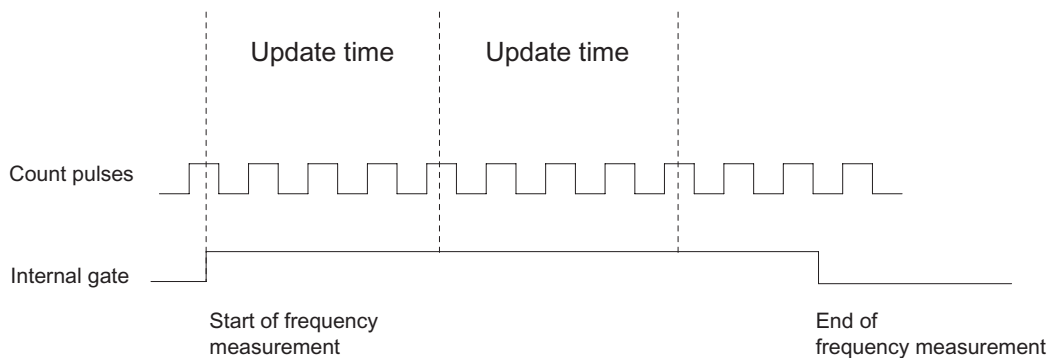 Update time
Update time
Count pulses
Internal gate
Start of frequency
measurement
End of
frequency measurement